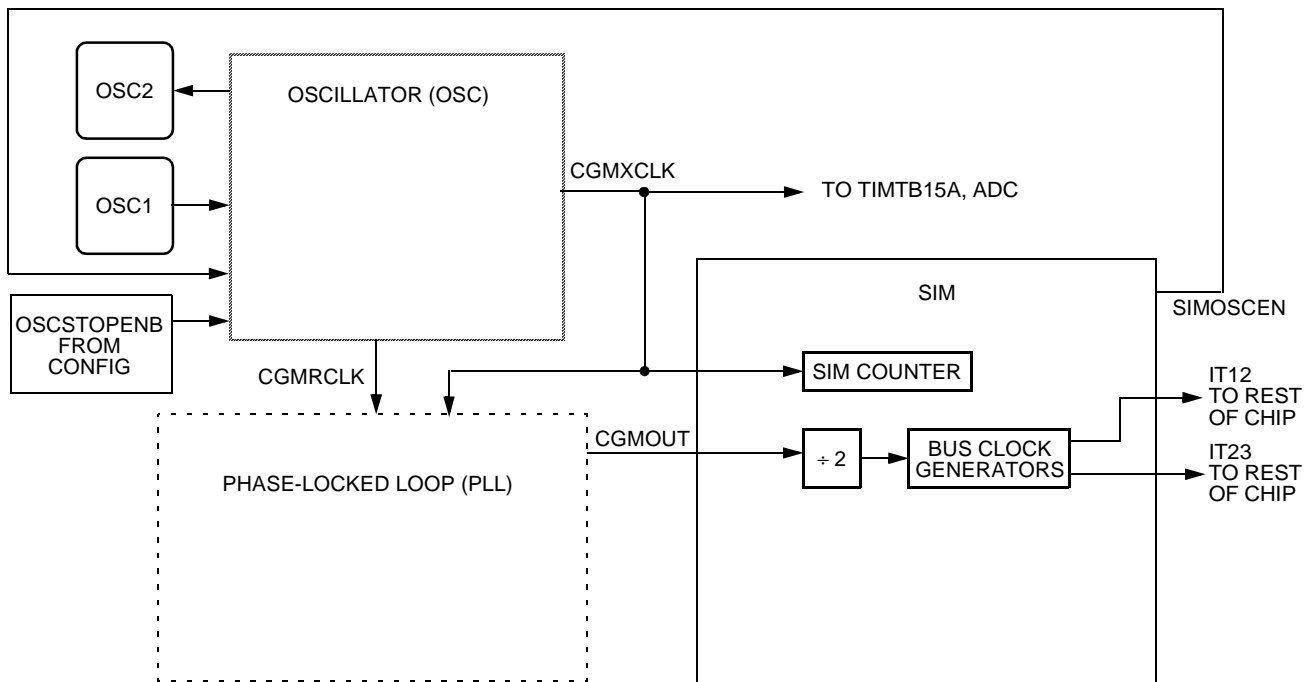 OSC2
OSCILLATOR (OSC)
CGMXCLK
OSC1
TO TIMTB15A, ADC
SIM
SIMOSCEN
OSCSTOPENB
FROM
CONFIG
CGMRCLK
SIM COUNTER
IT12
TO REST
OF CHIP
CGMOUT
÷ 2
BUS CLOCK
GENERATORS
IT23
TO REST
OF CHIP
PHASE-LOCKED LOOP (PLL)